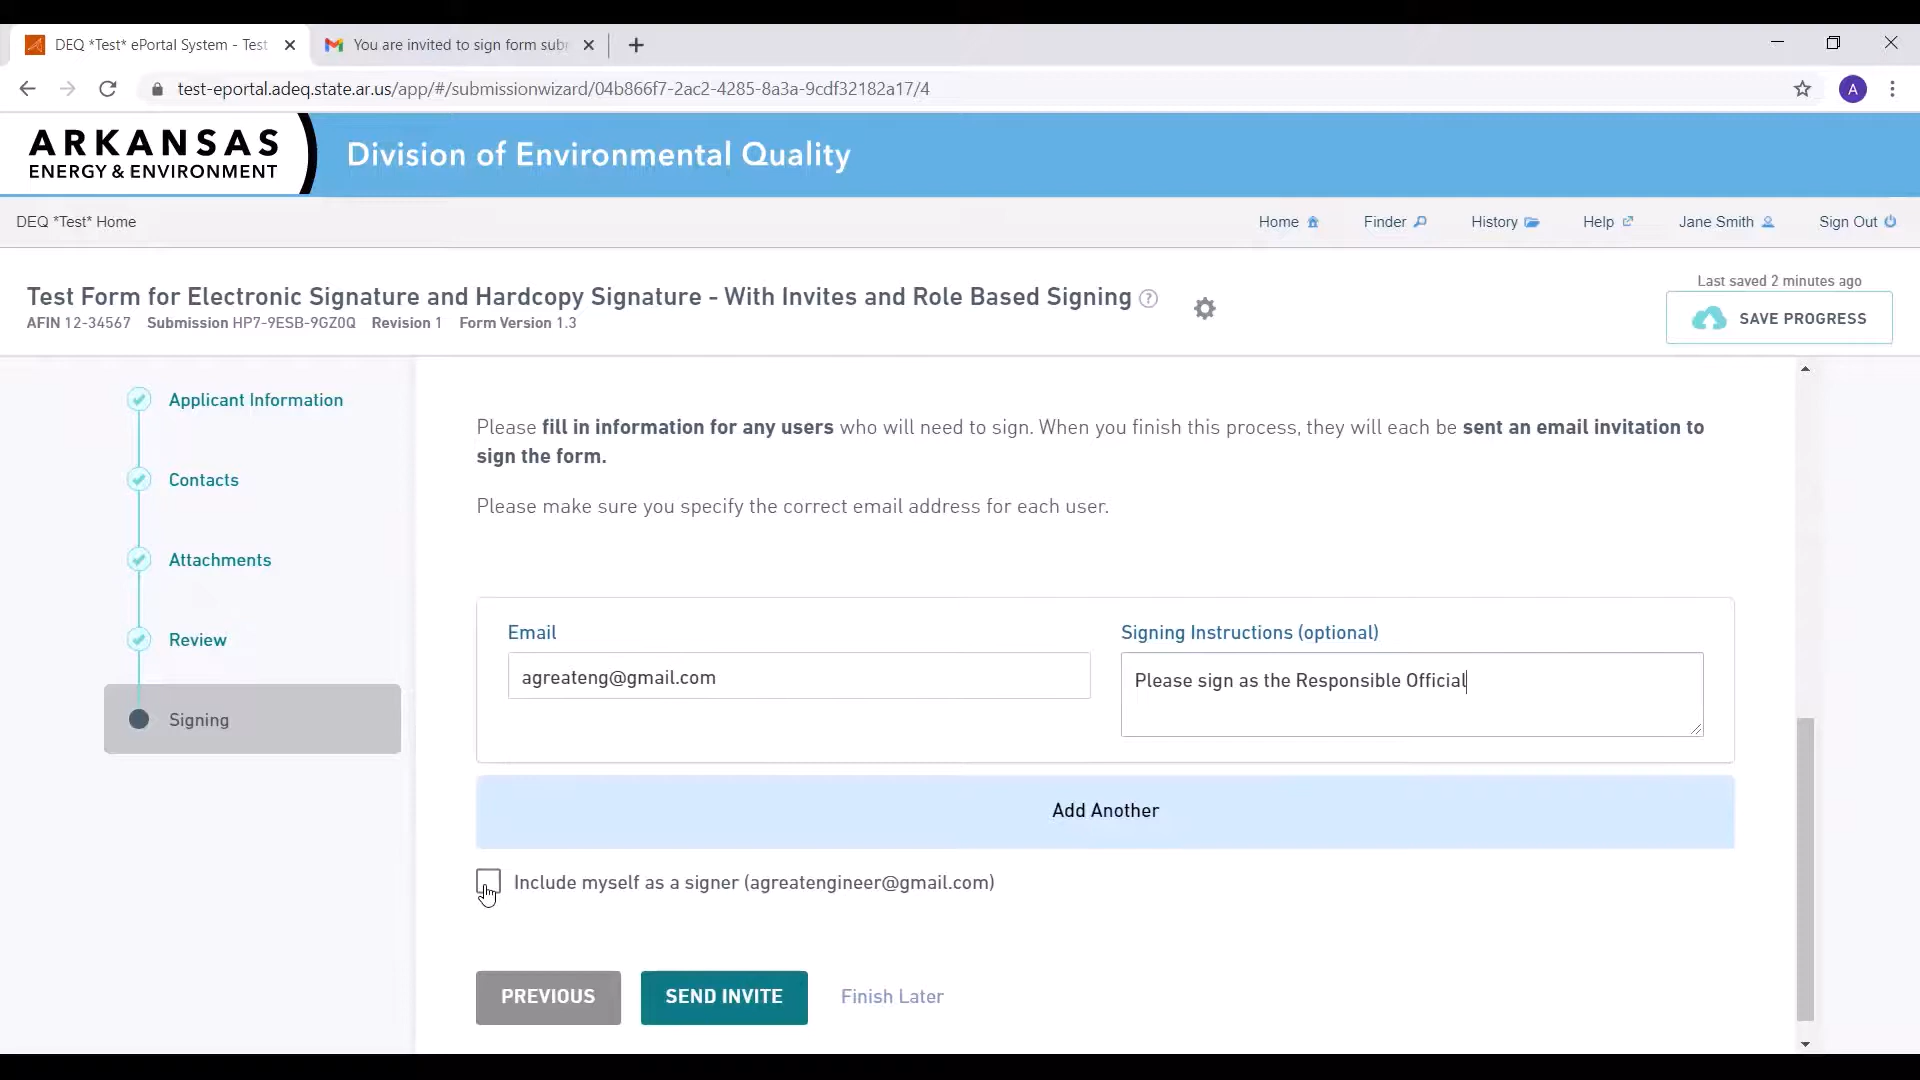 DEQ *Test* ePortal System - Test
You are invited to sign form sub
test-eportal.adeq.state.ar.us/app/#/submissionwizard/04b866f7-2ac2-4285-8a3a-9cdf32182a17/4
A
ARKANSAS
ENERGY & ENVIRONMENT
Division of Environmental Quality
DEQ *Test* Home
Home
Finder
History
Help
Jane Smith
Sign Out
Test Form for Electronic Signature and Hardcopy Signature - With Invites and Role Based Signing ?
AFIN 12-34567 Submission HP7-9ESB-9GZ0Q Revision 1 Form Version 1.3
Last saved 2 minutes ago
SAVE PROGRESS
Applicant Information
Contacts
Attachments
Review
Signing
Please fill in information for any users who will need to sign. When you finish this process, they will each be sent an email invitation to
sign the form.
Please make sure you specify the correct email address for each user.
Email
agreateng@gmail.com
Signing Instructions (optional)
Please sign as the Responsible Official
Add Another
Include myself as a signer (agreatengineer@gmail.com)
PREVIOUS
SEND INVITE
Finish Later